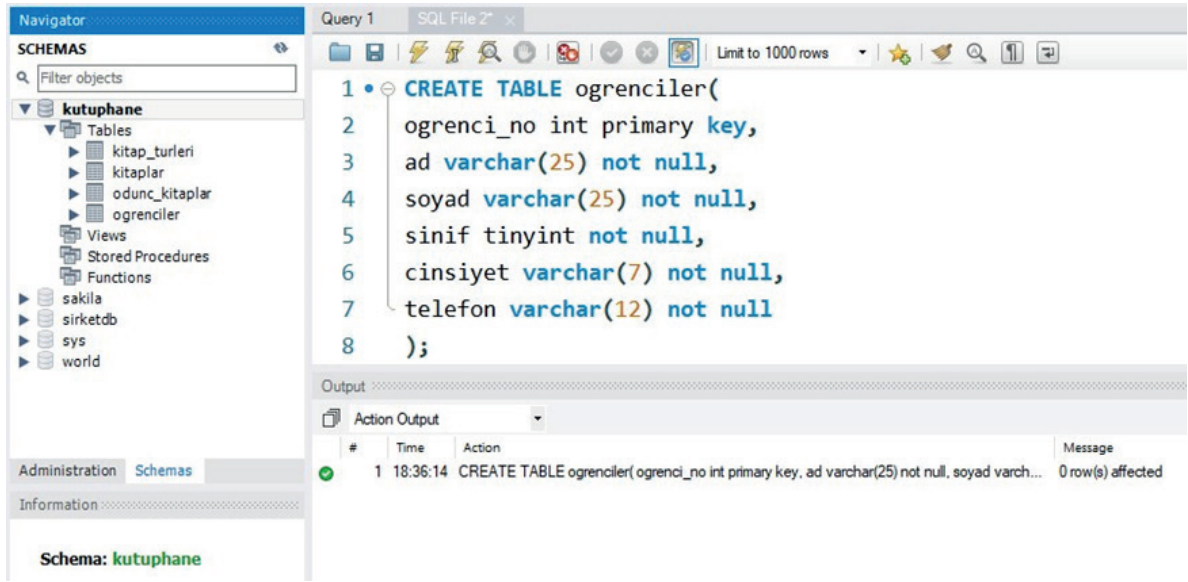 Navigator
SCHEMAS
Filter objects
kutuphane
Tables
kitap_turleri
kitaplar
odunc_kitaplar
ogrenciler
Views
Stored Procedures
Functions
sakila
sirketdb
sys
world
Administration Schemas
Information
Schema: kutuphane
Query 1 SQL File 2*
Limit to 1000 rows
1 CREATE TABLE ogrenciler(
2 ogrenci_no int primary key,
3 ad varchar(25) not null,
4 soyad varchar(25) not null,
5 sinif tinyint not null,
6 cinsiyet varchar(7) not null,
7 telefon varchar(12) not null
8 );
Output
Action Output
# Time Action Message
1 18:36:14 CREATE TABLE ogrenciler( ogrenci_no int primary key, ad varchar(25) not null, soyad varch... 0 row(s) affected